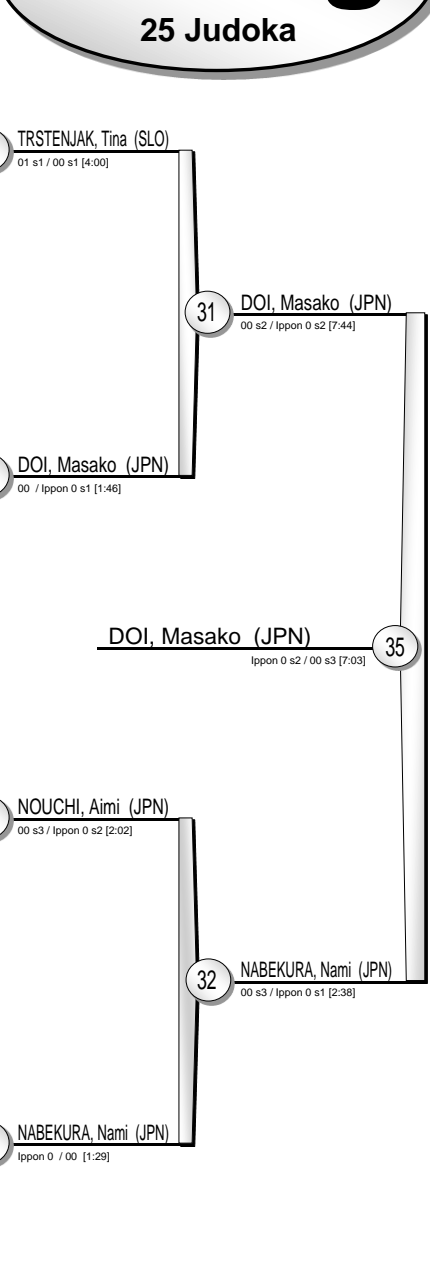 25 Judoka
TRSTENJAK, Tina (SLO)
01 s1 / 00 s1 [4:00]
31
DOI, Masako (JPN)
00 s2 / Ippon 0 s2 [7:44]
DOI, Masako (JPN)
00 / Ippon 0 s1 [1:46]
DOI, Masako (JPN)
35
Ippon 0 s2 / 00 s3 [7:03]
NOUCHI, Aimi (JPN)
00 s3 / Ippon 0 s2 [2:02]
32
NABEKURA, Nami (JPN)
00 s3 / Ippon 0 s1 [2:38]
NABEKURA, Nami (JPN)
Ippon 0 / 00 [1:29]